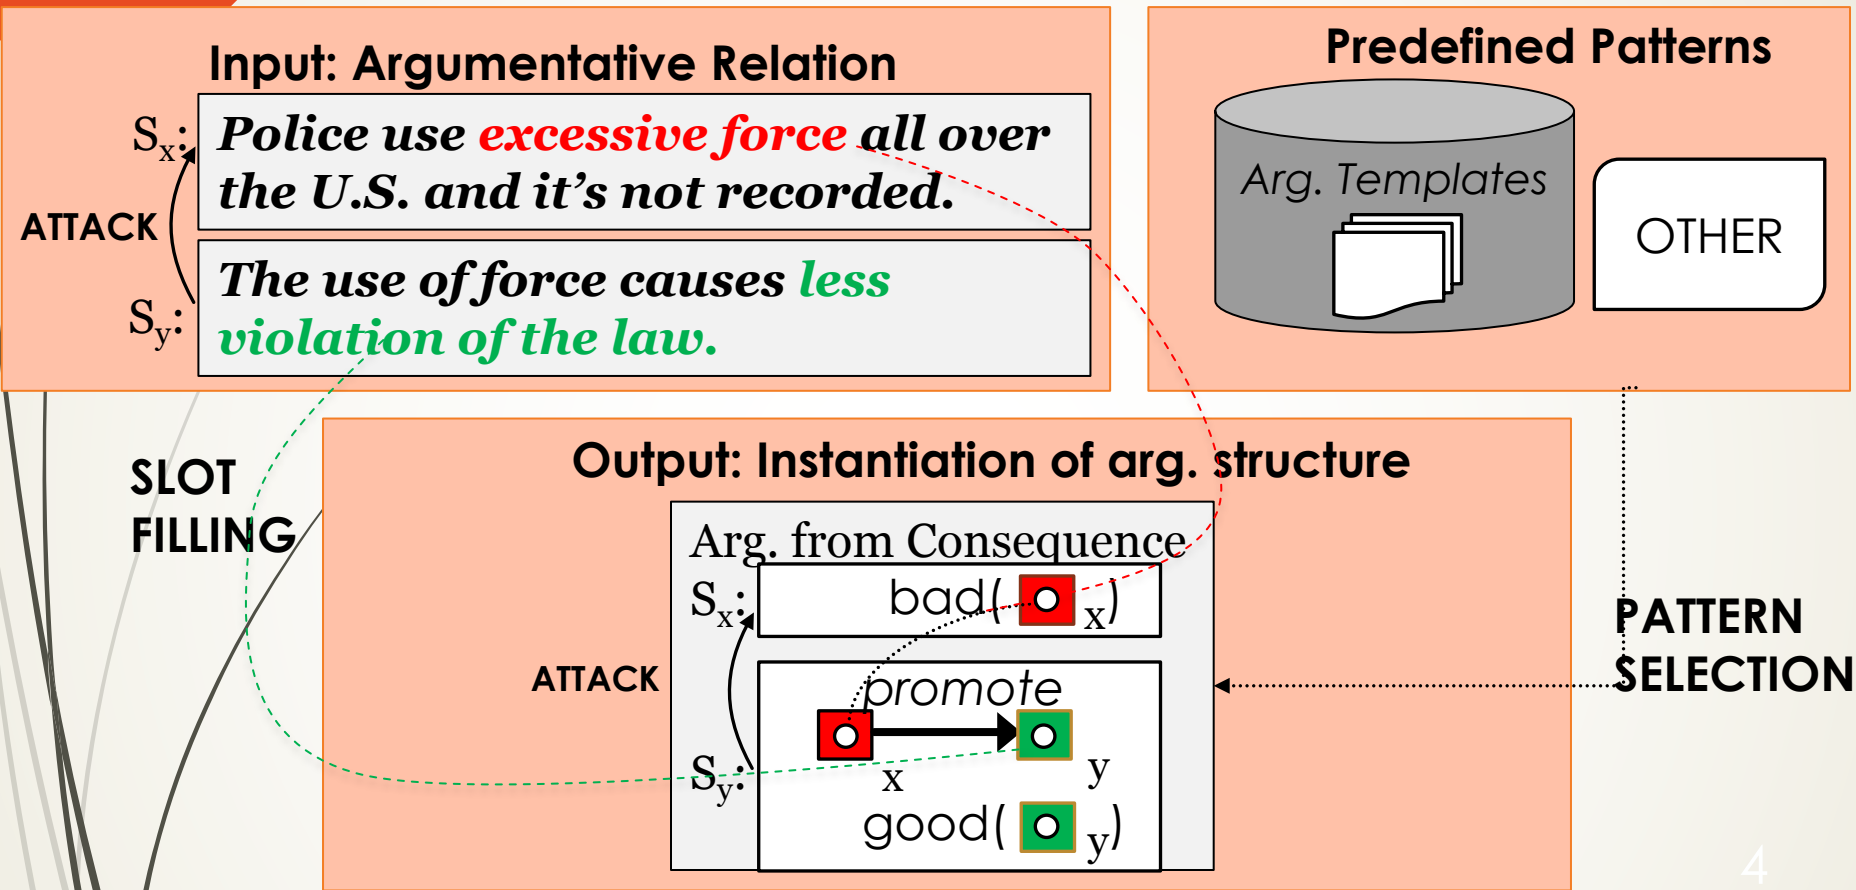 Input: Argumentative Relation
Sx:
Police use excessive force all over
the U.S. and it's not recorded.
ATTACK
Sy:
The use of force causes less
violation of the law.
Predefined Patterns
Arg. Templates
OTHER
SLOT
FILLING
Output: Instantiation of arg. structure
Arg. from Consequence
Sx:
bad( x)
ATTACK
promote
Sy:
x
y
good( y)
PATTERN
SELECTION
4